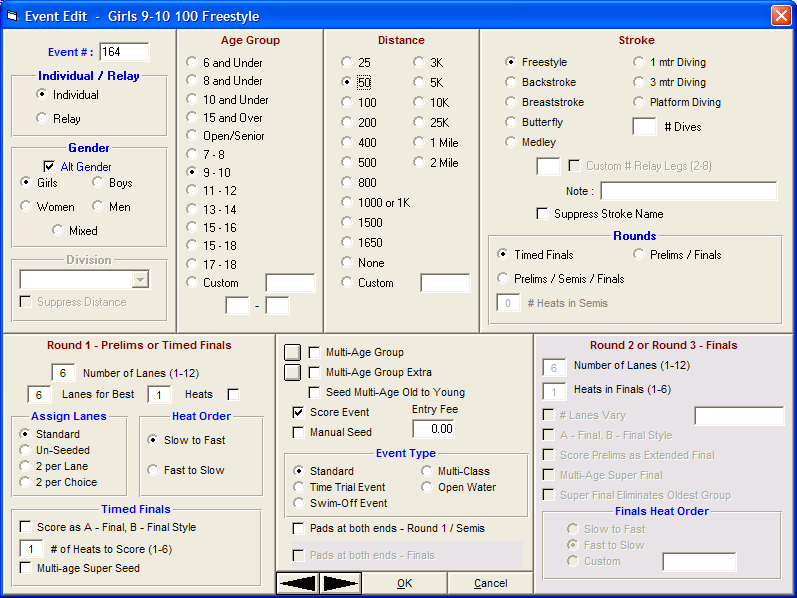 Event Edit - Girls 9-10 100 Freestyle
Event # : 164
Individual / Relay
Individual
Relay
Gender
Alt Gender
Girls Boys
Women Men
Mixed
Division
Suppress Distance
Age Group
6 and Under
8 and Under
10 and Under
15 and Over
Open/Senior
7 - 8
9 - 10
11 - 12
13 - 14
15 - 16
15 - 18
17 - 18
Custom
-
Distance
25 3K
50 5K
100 10K
200 25K
400 1 Mile
500 2 Mile
800
1000 or 1K
1500
1650
None
Custom
Stroke
Freestyle 1 mtr Diving
Backstroke 3 mtr Diving
Breaststroke Platform Diving
Butterfly # Dives
Medley
Custom # Relay Legs (2-8)
Note :
Suppress Stroke Name
Rounds
Timed Finals Prelims / Finals
Prelims / Semis / Finals
0 # Heats in Semis
Round 1 - Prelims or Timed Finals
6 Number of Lanes (1-12)
6 Lanes for Best 1 Heats
Assign Lanes
Standard
Un-Seeded
2 per Lane
2 per Choice
Heat Order
Slow to Fast
Fast to Slow
Timed Finals
Score as A - Final, B - Final Style
1 # of Heats to Score (1-6)
Multi-age Super Seed
Multi-Age Group
Multi-Age Group Extra
Seed Multi-Age Old to Young
Score Event Entry Fee
Manual Seed 0.00
Event Type
Standard Multi-Class
Time Trial Event Open Water
Swim-Off Event
Pads at both ends - Round 1 / Semis
Pads at both ends - Finals
OK Cancel
Round 2 or Round 3 - Finals
6 Number of Lanes (1-12)
1 Heats in Finals (1-6)
# Lanes Vary
A - Final, B - Final Style
Score Prelims as Extended Final
Multi-Age Super Final
Super Final Eliminates Oldest Group
Finals Heat Order
Slow to Fast
Fast to Slow
Custom